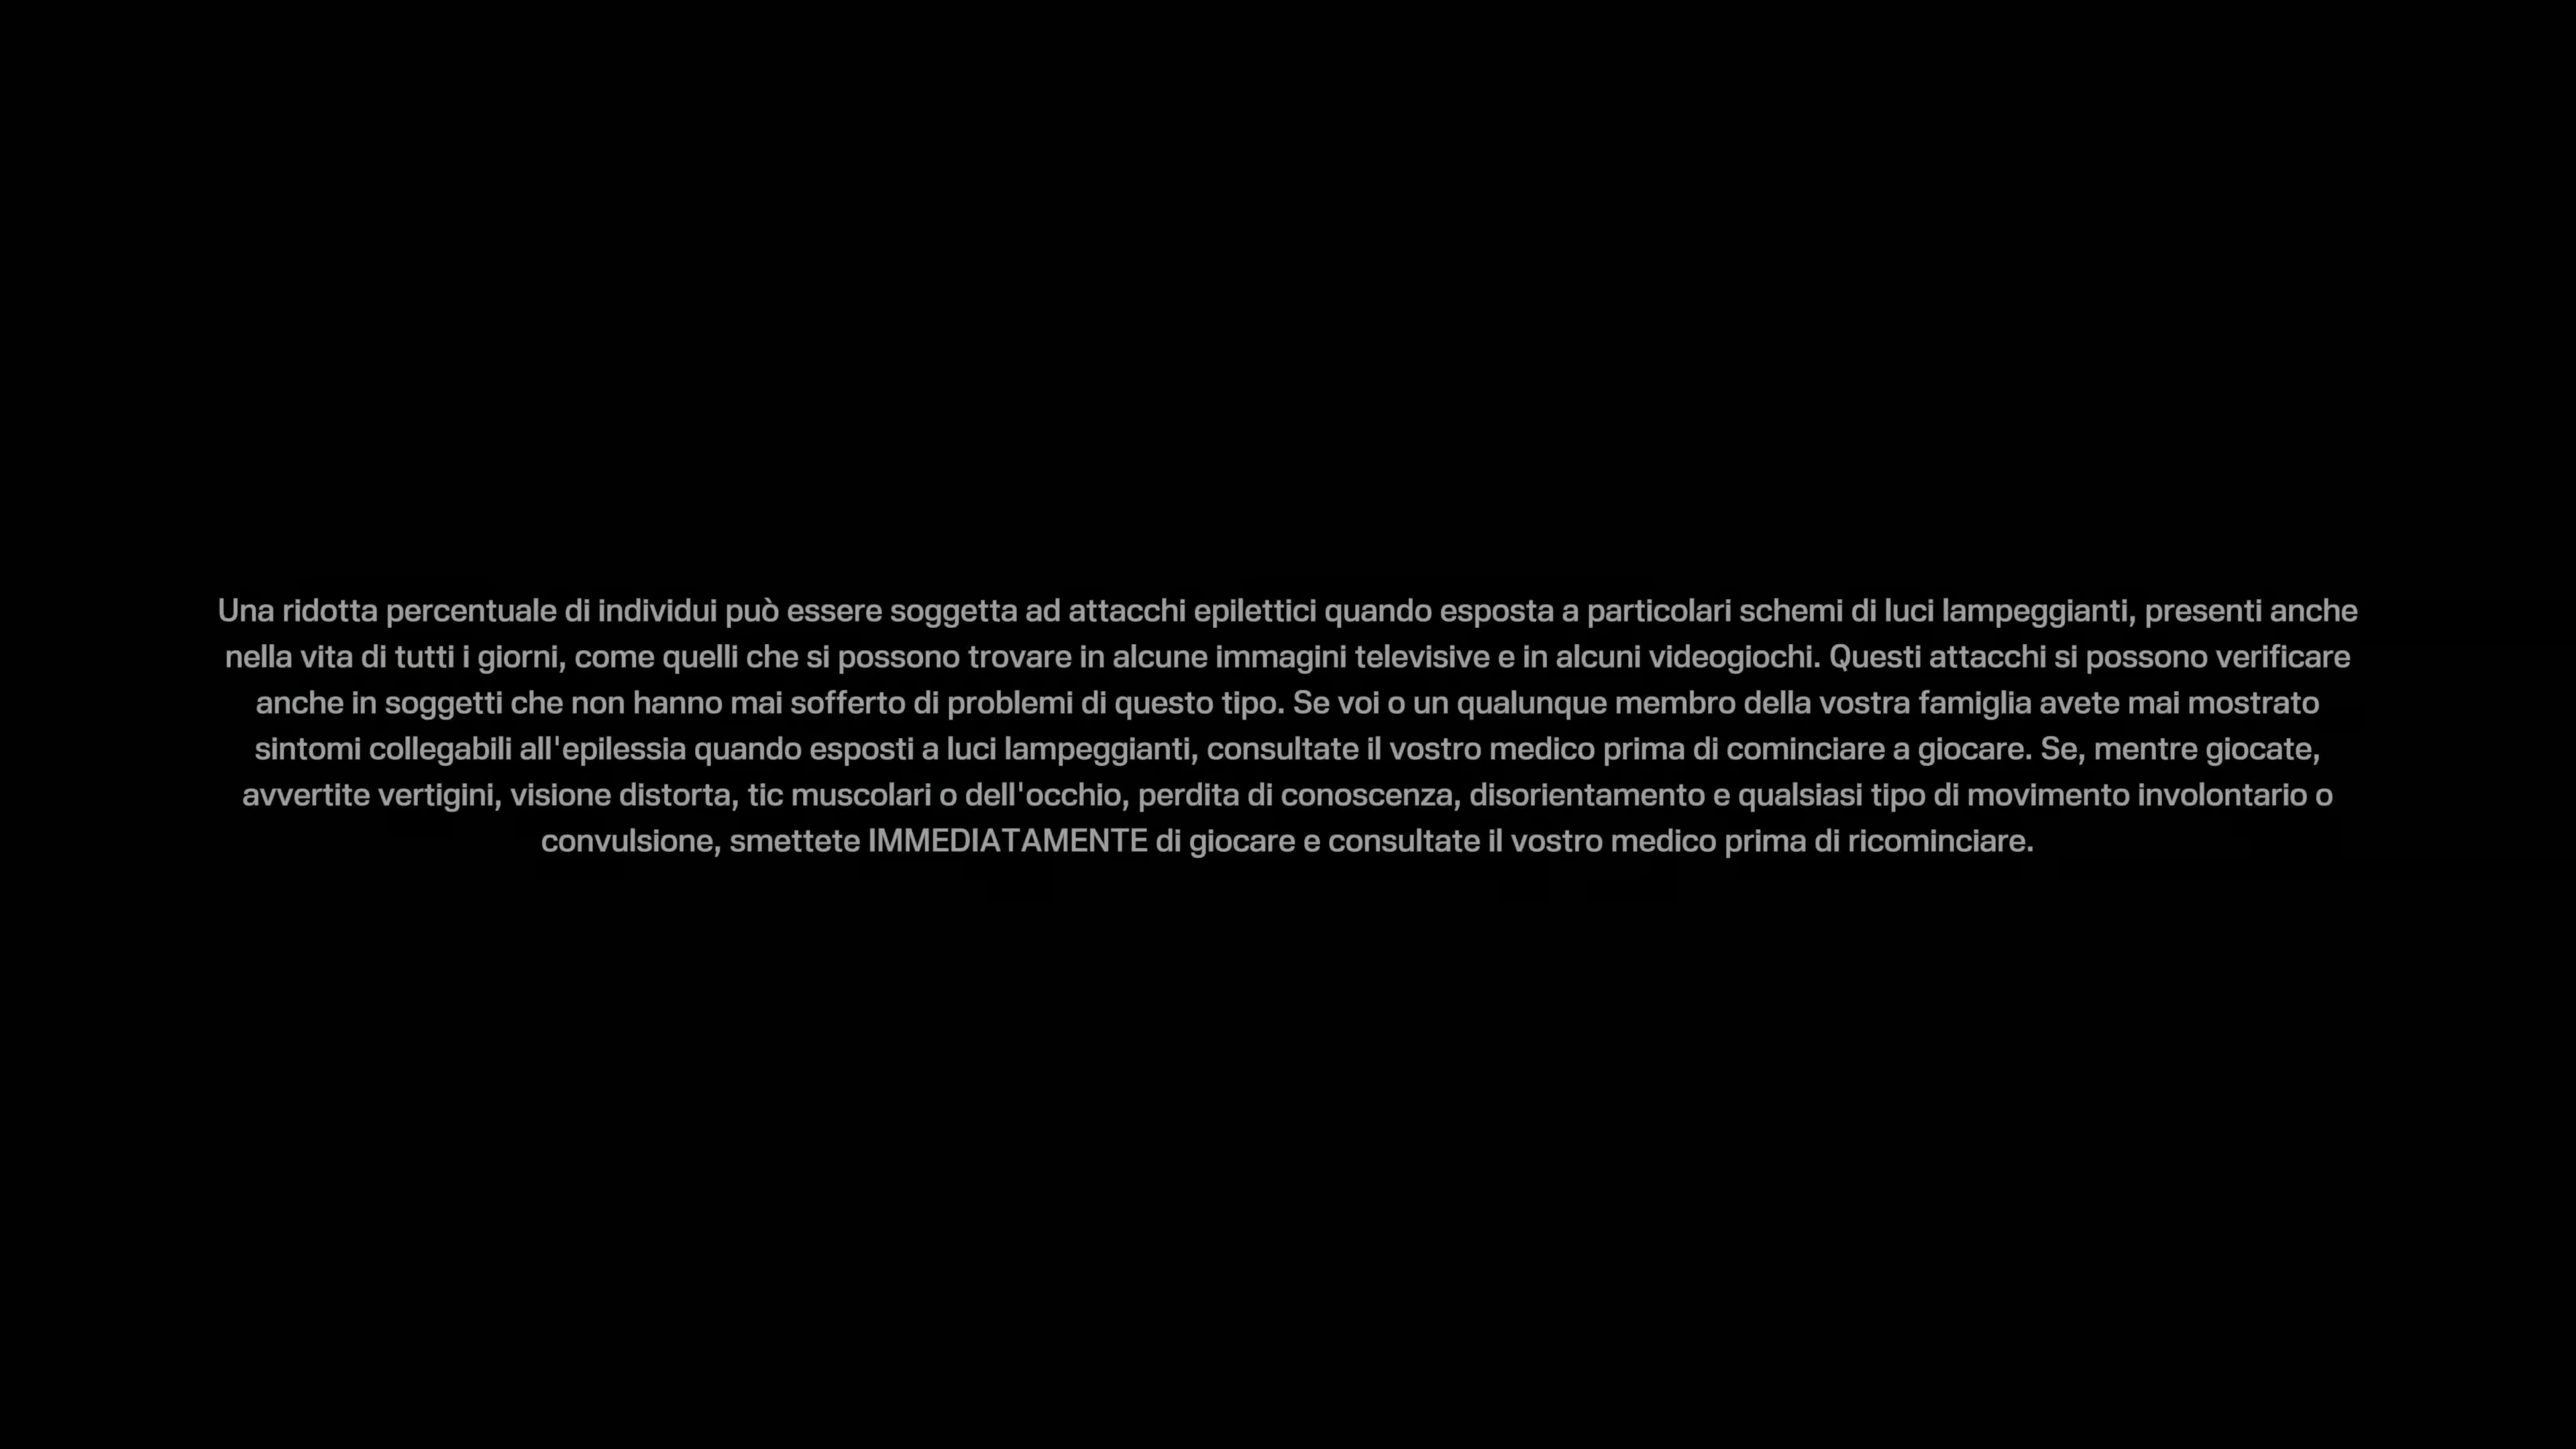 Una ridotta percentuale di individui può essere soggetta ad attacchi epilettici quando esposta a particolari schemi di luci lampeggianti, presenti anche
nella vita di tutti i giorni, come quelli che si possono trovare in alcune immagini televisive e in alcuni videogiochi. Questi attacchi si possono verificare
anche in soggetti che non hanno mai sofferto di problemi di questo tipo. Se voi o un qualunque membro della vostra famiglia avete mai mostrato
sintomi collegabili all'epilessia quando esposti a luci lampeggianti, consultate il vostro medico prima di cominciare a giocare. Se, mentre giocate,
avvertite vertigini, visione distorta, tic muscolari o dell'occhio, perdita di conoscenza, disorientamento e qualsiasi tipo di movimento involontario o
convulsione, smettete IMMEDIATAMENTE di giocare e consultate il vostro medico prima di ricominciare.